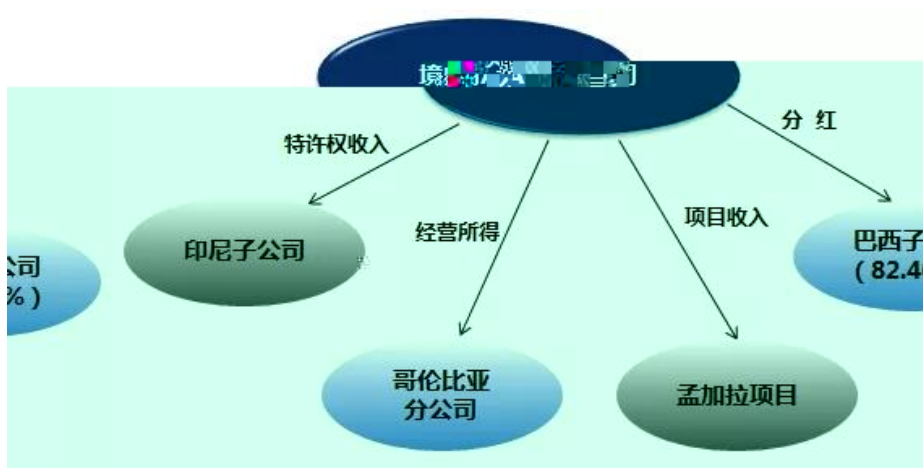 境
司
分 红
特许权收入
项目收入
经营所得
印尼子公司
巴西子
(82.4
公司
%)
哥伦比亚
分公司
孟加拉项目